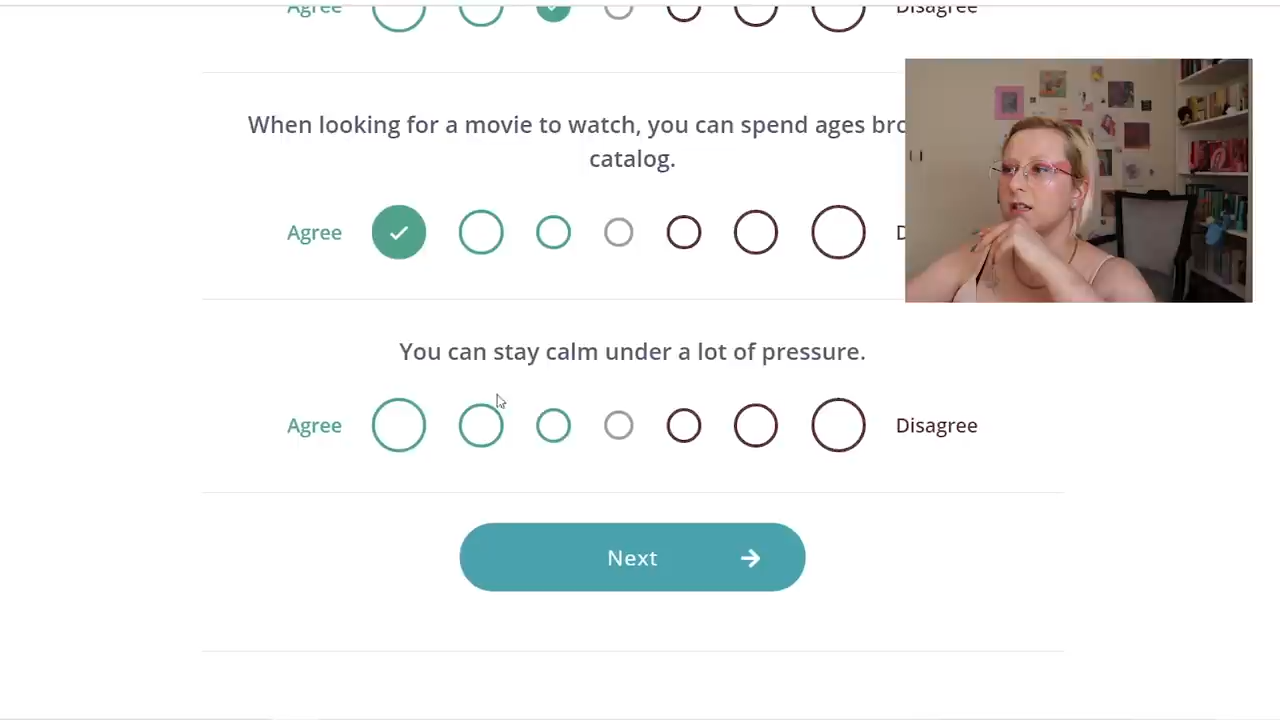 Agree Disagree
When looking for a movie to watch, you can spend ages
catalog.
Agree
You can stay calm under a lot of pressure.
Agree Disagree
Next